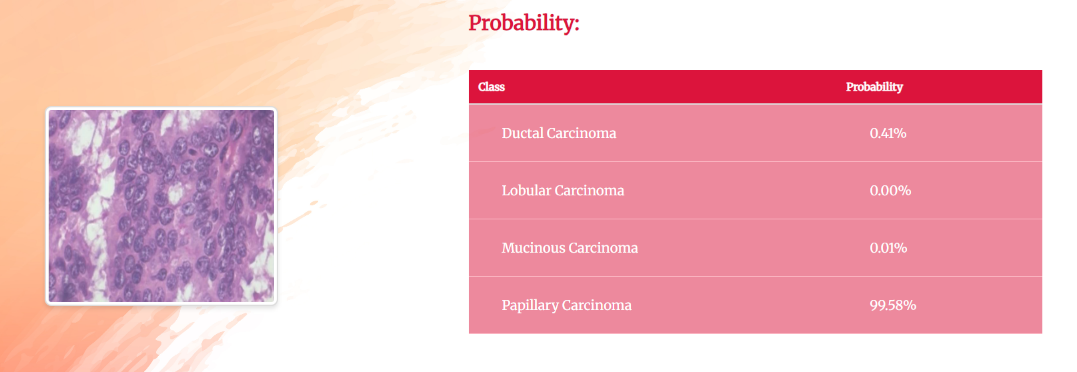 Probability:
Class Probability
Ductal Carcinoma 0.41%
Lobular Carcinoma 0.00%
Mucinous Carcinoma 0.01%
Papillary Carcinoma 99.58%